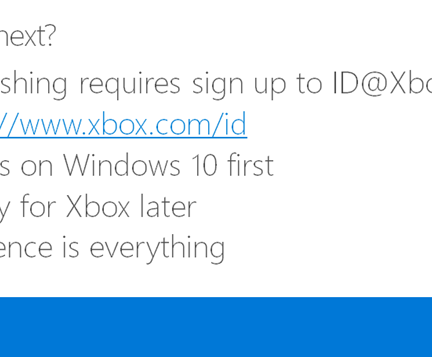 next?
shing requires sign up to ID@Xbo
//www.xbox.com/id
s on Windows 10 first
y for Xbox later
ence is everything